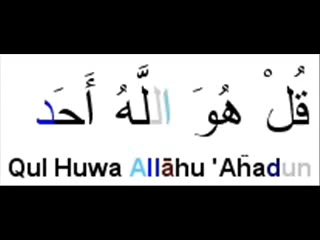 قُلْ هُوَ اللَّهُ أَحَد
Qul Huwa Allāhu 'Aĥadun